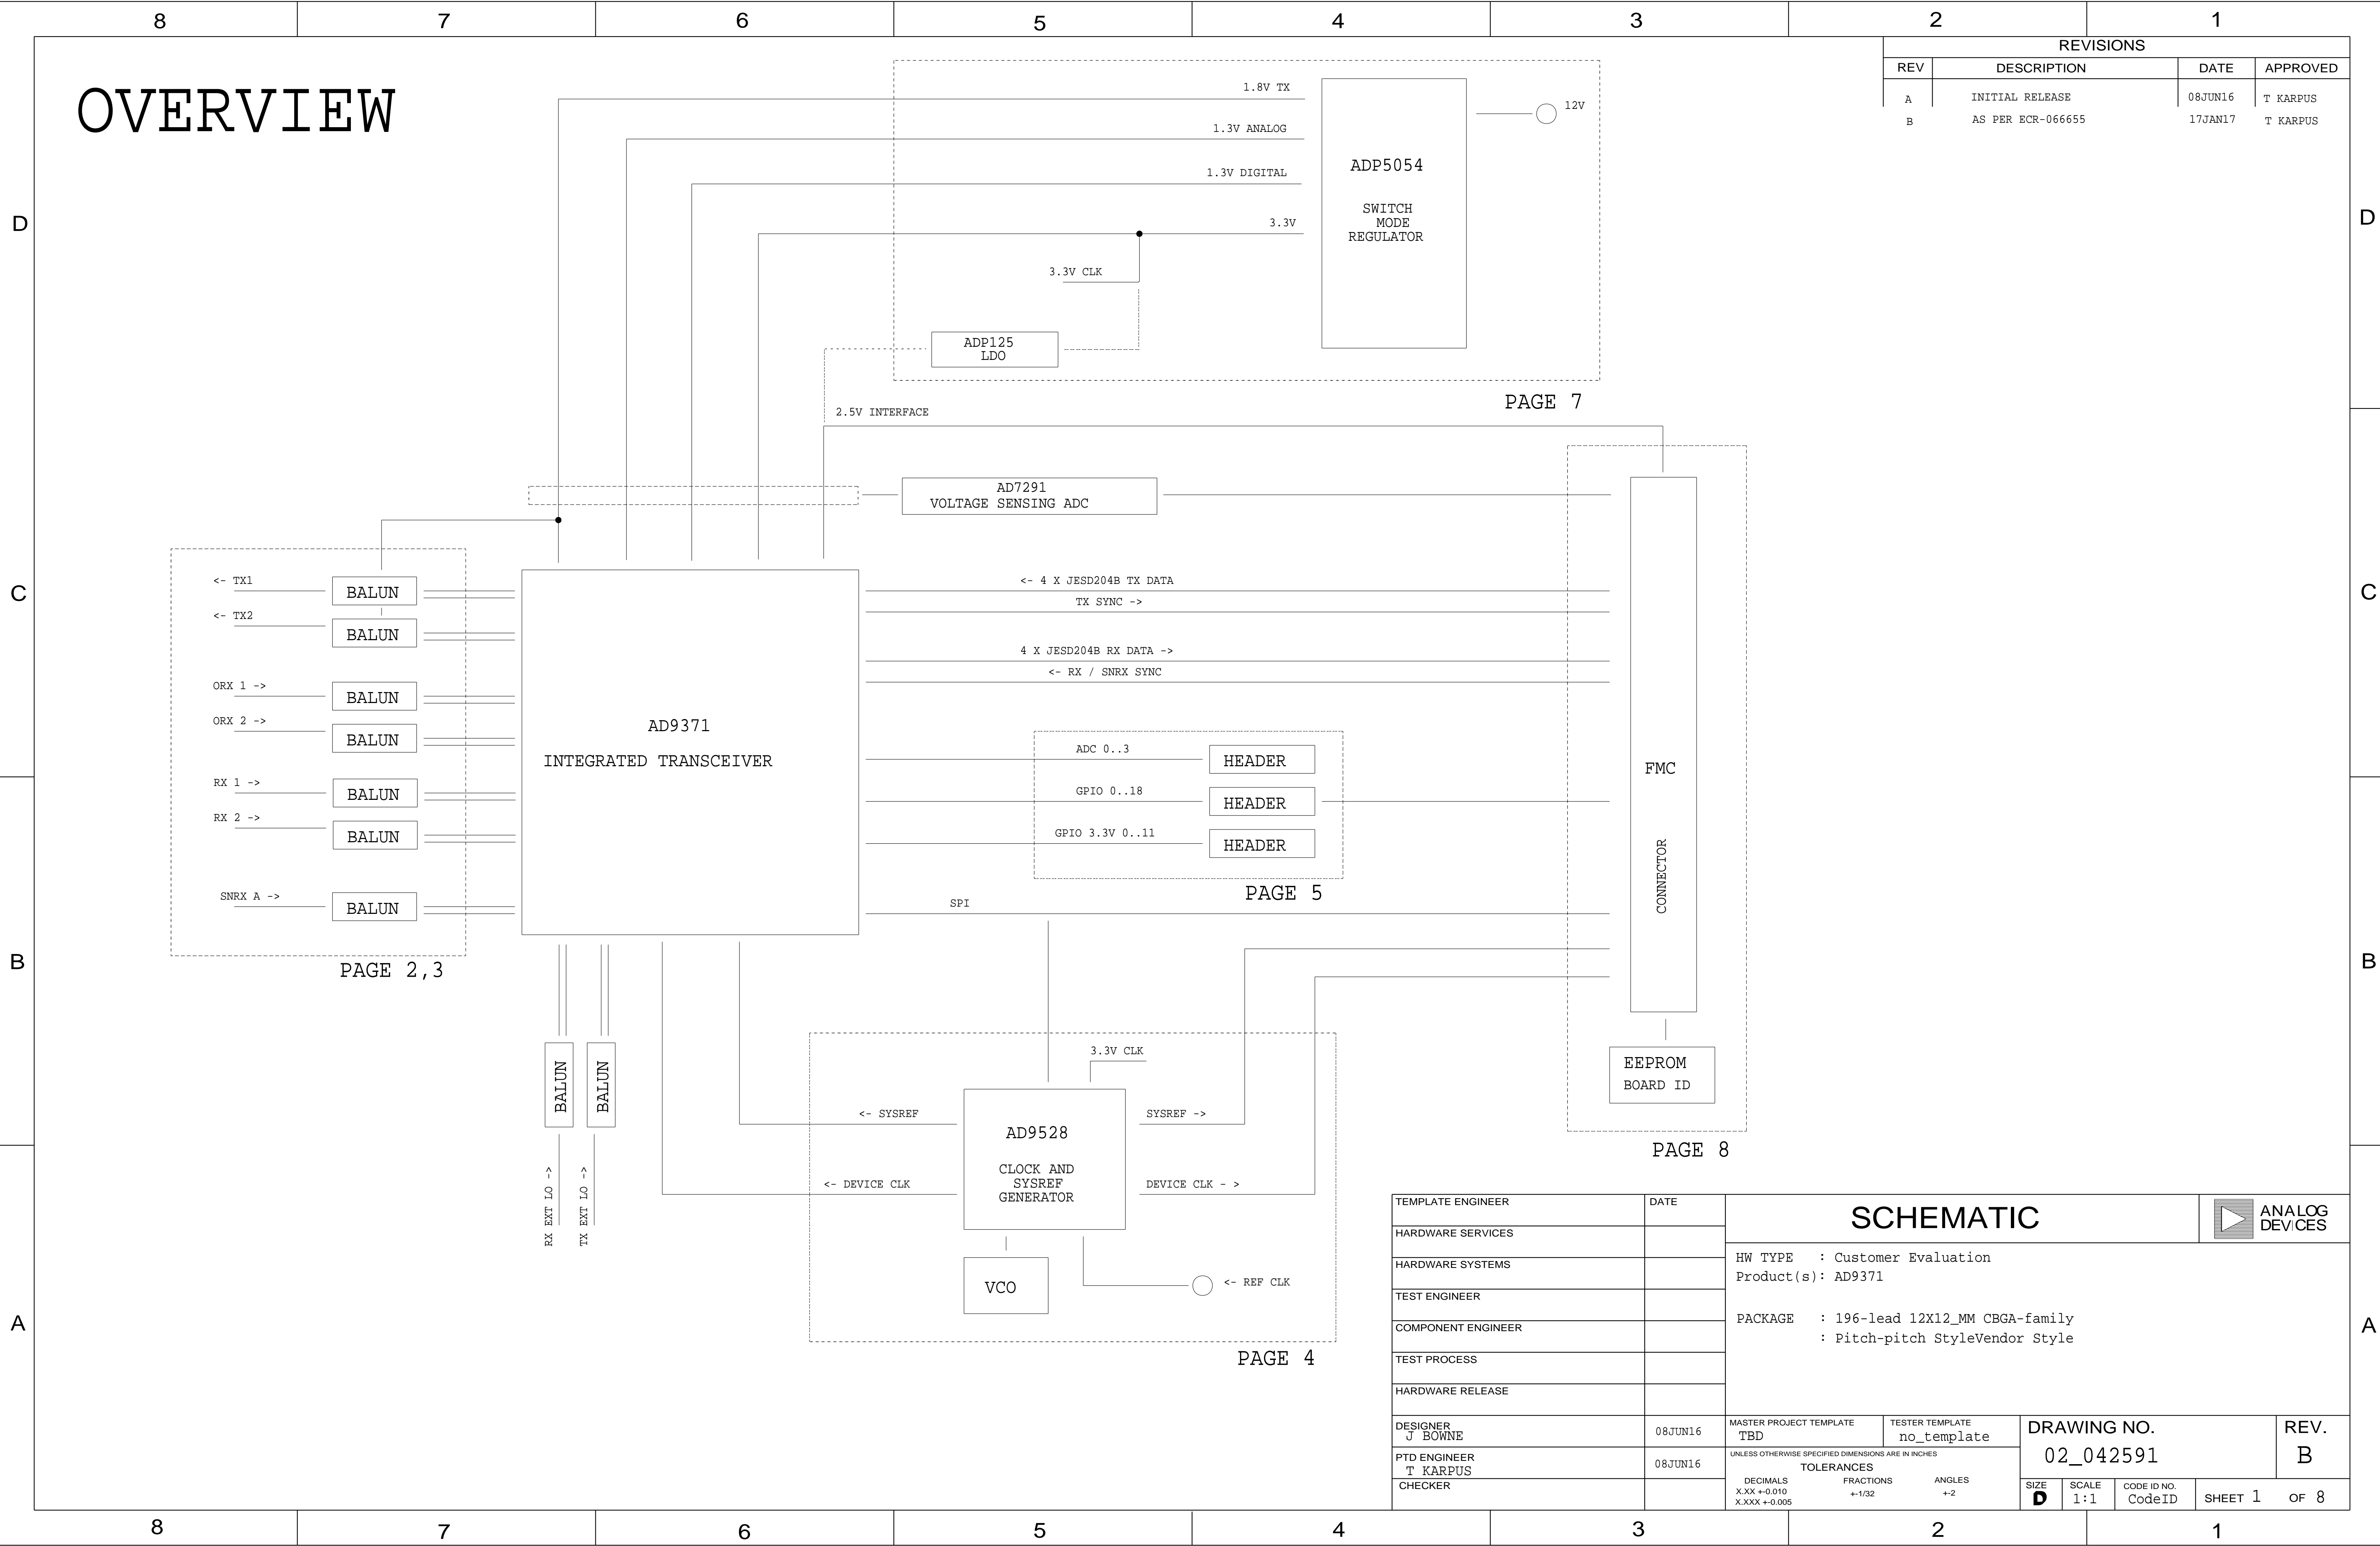 8 7 6 5 4 3 2 1
OVERVIEW
REVISIONS
REV DESCRIPTION DATE APPROVED
A INITIAL RELEASE 08JUN16 T KARPUS
B AS PER ECR-066655 17JAN17 T KARPUS
D
D
1.8V TX
12V
1.3V ANALOG
1.3V DIGITAL
3.3V
3.3V CLK
ADP5054
SWITCH
MODE
REGULATOR
ADP125
LDO
PAGE 7
2.5V INTERFACE
AD7291
VOLTAGE SENSING ADC
C
C
<- TX1
BALUN
<- TX2
BALUN
ORX 1 ->
BALUN
ORX 2 ->
BALUN
RX 1 ->
BALUN
RX 2 ->
BALUN
SNRX A ->
BALUN
PAGE 2,3
AD9371
INTEGRATED TRANSCEIVER
<- 4 X JESD204B TX DATA
TX SYNC ->
4 X JESD204B RX DATA ->
<- RX / SNRX SYNC
ADC 0..3
HEADER
GPIO 0..18
HEADER
GPIO 3.3V 0..11
HEADER
PAGE 5
SPI
FMC
CONNECTOR
EEPROM
BOARD ID
PAGE 8
B
B
BALUN
BALUN
RX EXT LO ->
TX EXT LO ->
3.3V CLK
<- SYSREF
SYSREF ->
AD9528
CLOCK AND
SYSREF
GENERATOR
<- DEVICE CLK
DEVICE CLK - >
VCO
<- REF CLK
PAGE 4
A
A
TEMPLATE ENGINEER DATE
HARDWARE SERVICES
HARDWARE SYSTEMS
TEST ENGINEER
COMPONENT ENGINEER
TEST PROCESS
HARDWARE RELEASE
DESIGNER
J BOWNE 08JUN16
PTD ENGINEER
T KARPUS 08JUN16
CHECKER
SCHEMATIC
ANALOG
DEVICES
HW TYPE : Customer Evaluation
Product(s): AD9371
PACKAGE : 196-lead 12X12_MM CBGA-family
: Pitch-pitch StyleVendor Style
MASTER PROJECT TEMPLATE
TBD
TESTER TEMPLATE
no_template
UNLESS OTHERWISE SPECIFIED DIMENSIONS ARE IN INCHES
TOLERANCES
DECIMALS FRACTIONS ANGLES
X.XX +-0.010 +-1/32 +-2
X.XXX +-0.005
DRAWING NO.
02_042591
REV.
B
SIZE
D
SCALE
1:1
CODE ID NO.
CodeID
SHEET 1 OF 8
8 7 6 5 4 3 2 1